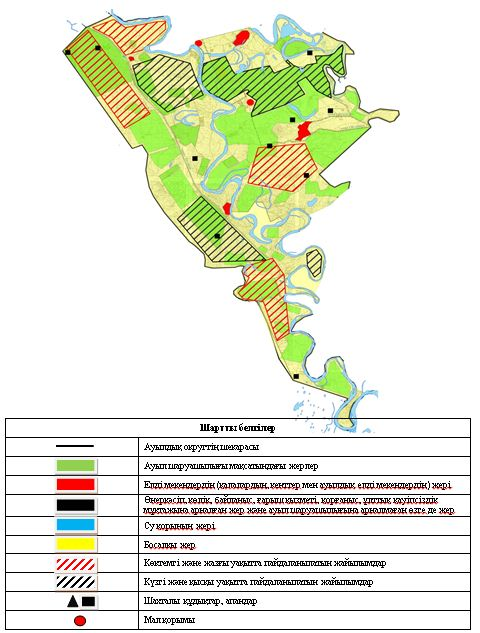 Шартты белгілер
Ауылдық округтің шекарасы
Ауыл шаруашылығы мақсатындағы жерлер
Елді мекендердің (қалалардың, кенттер мен ауылдық елді мекендердің) жері.
Өнеркәсіп, көлік, байланыс, ғарыш қызметі, қорғаныс, ұлттық қауіпсіздік
мұқтажына арналған жер және ауыл шаруашылығына арналмаған өзге де жер.
Су қорының жері.
Босалқы жер.
Көктемгі және жазғы уақытта пайдаланылатын жайылымдар
Күзгі және қысқы уақытта пайдаланылатын жайылымдар
Шахталы құдықтар, апандар
Мал қорымы